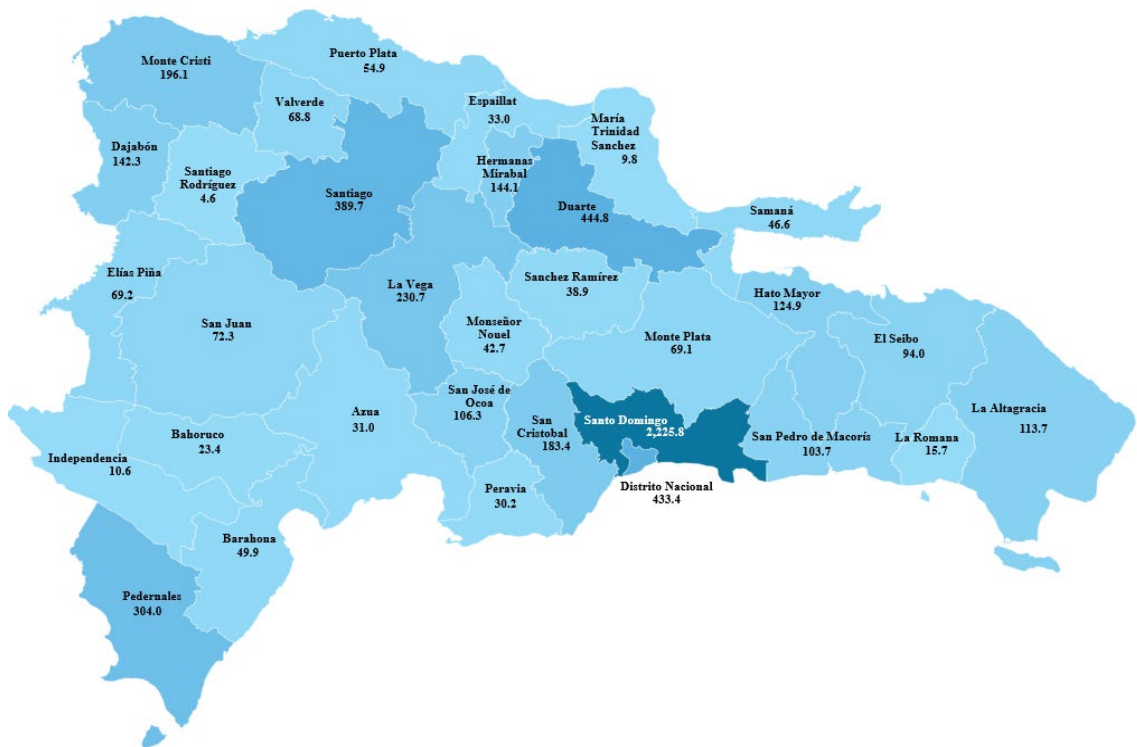 Monte Cristi
196.1
Puerto Plata
54.9
Valverde
68.8
Espaillat
33.0
María
Trinidad
Sanchez
9.8
Dajabón
142.3
Santiago
Rodríguez
4.6
Santiago
389.7
Hermanas
Mirabal
144.1
Duarte
444.8
Samaná
46.6
Elías Piña
69.2
San Juan
72.3
La Vega
230.7
Sanchez Ramírez
38.9
Hato Mayor
124.9
Monseñor
Nouel
42.7
Monte Plata
69.1
El Seibo
94.0
San José de
Ocoa
106.3
Azua
31.0
San
Cristobal
183.4
Santo Domingo
2,225.8
La Altagracia
113.7
Bahoruco
23.4
Independencia
10.6
San Pedro de Macorís
103.7
La Romana
15.7
Peravia
30.2
Distrito Nacional
433.4
Barahona
49.9
Pedernales
304.0